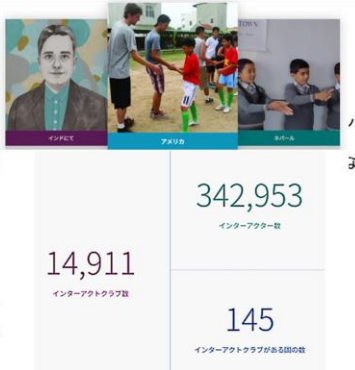 TOWN
インドにて
アメリカ
ネパール
342,953
インターアクター数
14,911
インターアクトクラブ数
145
インターアクトクラブがある国の数